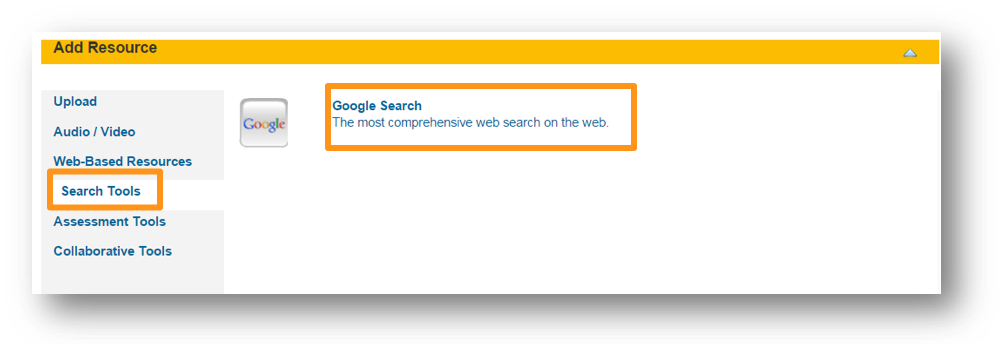 Add Resource
Upload
Audio / Video
Web-Based Resources
Search Tools
Assessment Tools
Collaborative Tools
Google
Google Search
The most comprehensive web search on the web.